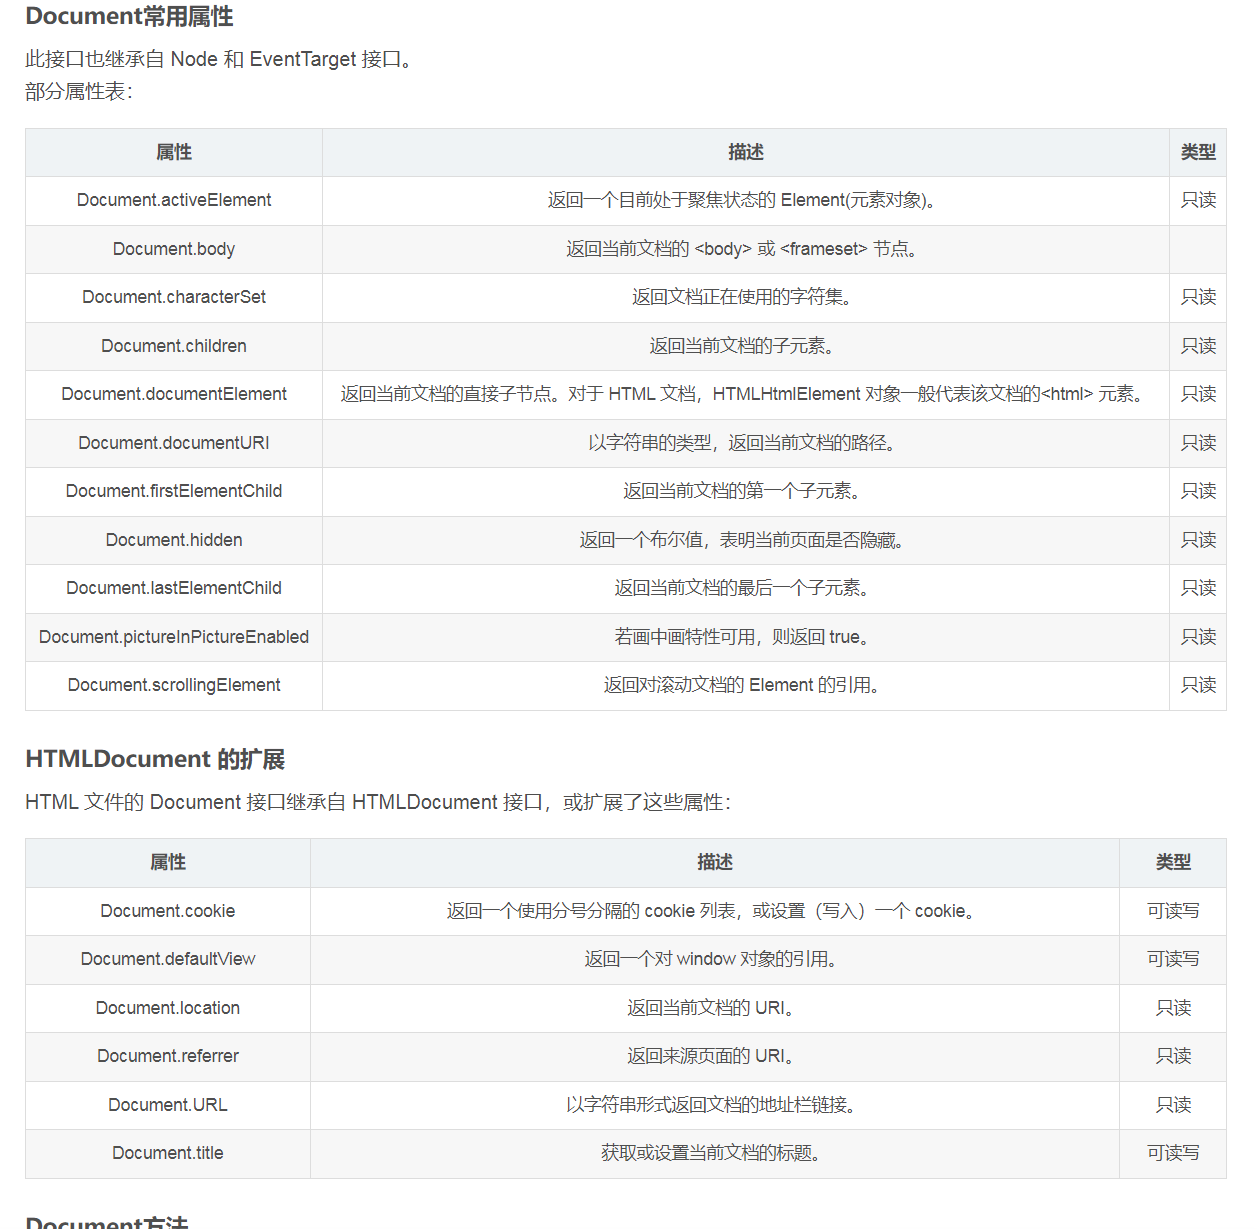 Document常用属性
此接口也继承自 Node 和 EventTarget 接口。
部分属性表：
属性 描述 类型
Document.activeElement 返回一个目前处于聚焦状态的 Element(元素对象)。 只读
Document.body 返回当前文档的 <body> 或 <frameset> 节点。
Document.characterSet 返回文档正在使用的字符集。 只读
Document.children 返回当前文档的子元素。 只读
Document.documentElement 返回当前文档的直接子节点。对于 HTML 文档，HTMLHtmlElement 对象一般代表该文档的<html> 元素。 只读
Document.documentURI 以字符串的类型，返回当前文档的路径。 只读
Document.firstElementChild 返回当前文档的第一个子元素。 只读
Document.hidden 返回一个布尔值，表明当前页面是否隐藏。 只读
Document.lastElementChild 返回当前文档的最后一个子元素。 只读
Document.pictureInPictureEnabled 若画中画特性可用，则返回 true。 只读
Document.scrollingElement 返回对滚动文档的 Element 的引用。 只读
HTMLDocument 的扩展
HTML 文件的 Document 接口继承自 HTMLDocument 接口，或扩展了这些属性：
属性 描述 类型
Document.cookie 返回一个使用分号分隔的 cookie 列表，或设置（写入）一个 cookie。 可读写
Document.defaultView 返回一个对 window 对象的引用。 可读写
Document.location 返回当前文档的 URI。 只读
Document.referrer 返回来源页面的 URI。 只读
Document.URL 以字符串形式返回文档的地址栏链接。 只读
Document.title 获取或设置当前文档的标题。 可读写
Document方法